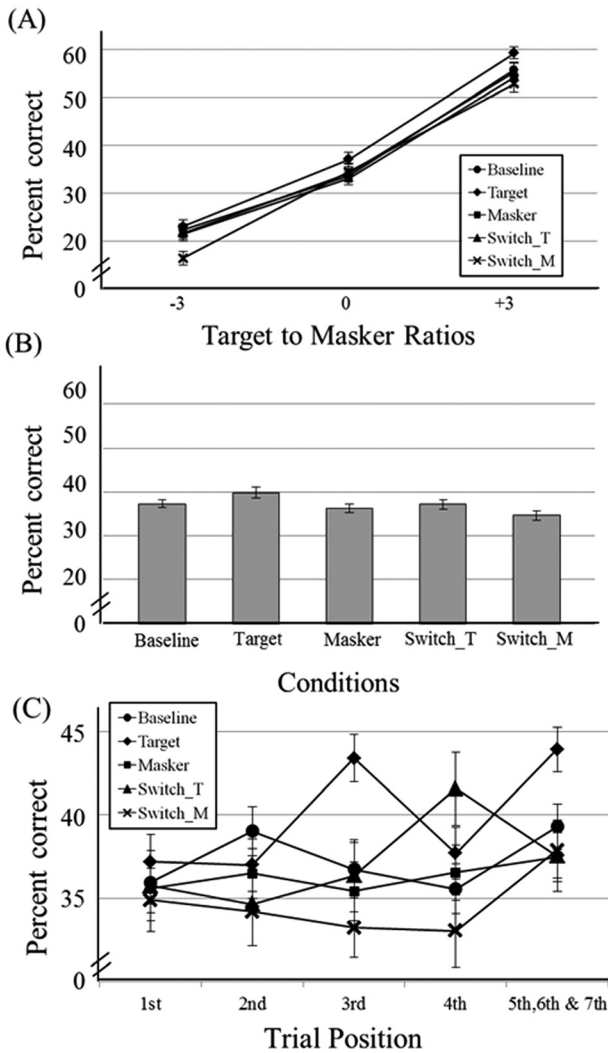 (A)
Percent correct
60
50
40
30
20
0
Baseline
Target
Masker
Switch_T
Switch_M
-3 0 +3
Target to Masker Ratios
(B)
Percent correct
60
50
40
30
20
0
Baseline Target Masker Switch_T Switch_M
Conditions
(C)
Percent correct
45
40
35
0
Baseline
Target
Masker
Switch_T
Switch_M
1st 2nd 3rd 4th 5th,6th & 7th
Trial Position